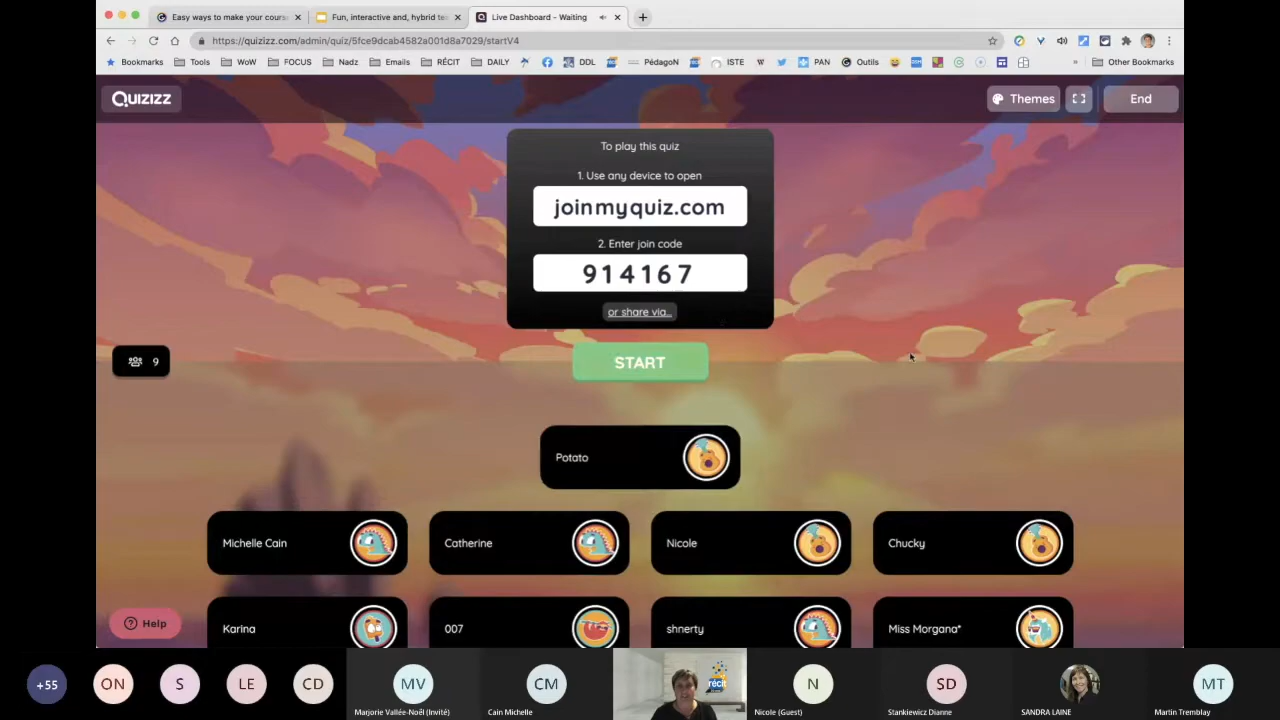 Easy ways to make your cours
Fun, interactive and, hybrid te
Live Dashboard - Waiting
https://quizizz.com/admin/quiz/5fce9dcab4582a001d8a7029/startV4
Bookmarks
Tools
WoW
FOCUS
Nadz
Emails
RÉCIT
DAILY
DDL
PédagoN
ISTE
W
PAN
Outils
Other Bookmarks
QUIZIZZ
Themes
End
To play this quiz
1. Use any device to open
joinmyquiz.com
2. Enter join code
914167
or share via...
9
START
Potato
Michelle Cain
Catherine
Nicole
Chucky
Karina
007
shnerty
Miss Morgana*
Help
+55
ON
S
LE
CD
MV
Marjorie Vallée-Noël (Invité)
CM
Cain Michelle
récit
N
Nicole (Guest)
SD
Stankiewicz Dianne
SANDRA LAINE
MT
Martin Tremblay